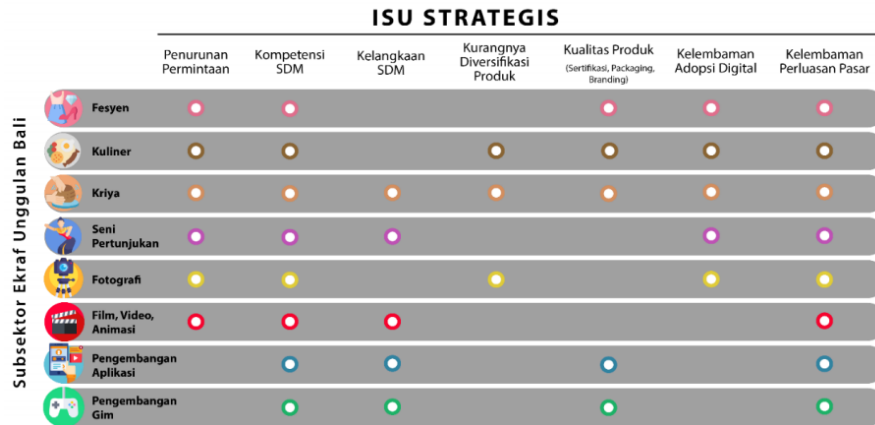 ISU STRATEGIS
Penurunan
Permintaan
Kompetensi
SDM
Kelangkaan
SDM
Kurangnya
Diversifikasi
Produk
Kualitas Produk
(Sertifikasi, Packaging,
Branding)
Kelembaman
Adopsi Digital
Kelembaman
Perluasan Pasar
Subsektor Ekraf Unggulan Bali
Fesyen
Kuliner
Kriya
Seni
Pertunjukan
Fotografi
Film, Video,
Animasi
Pengembangan
Aplikasi
Pengembangan
Gim